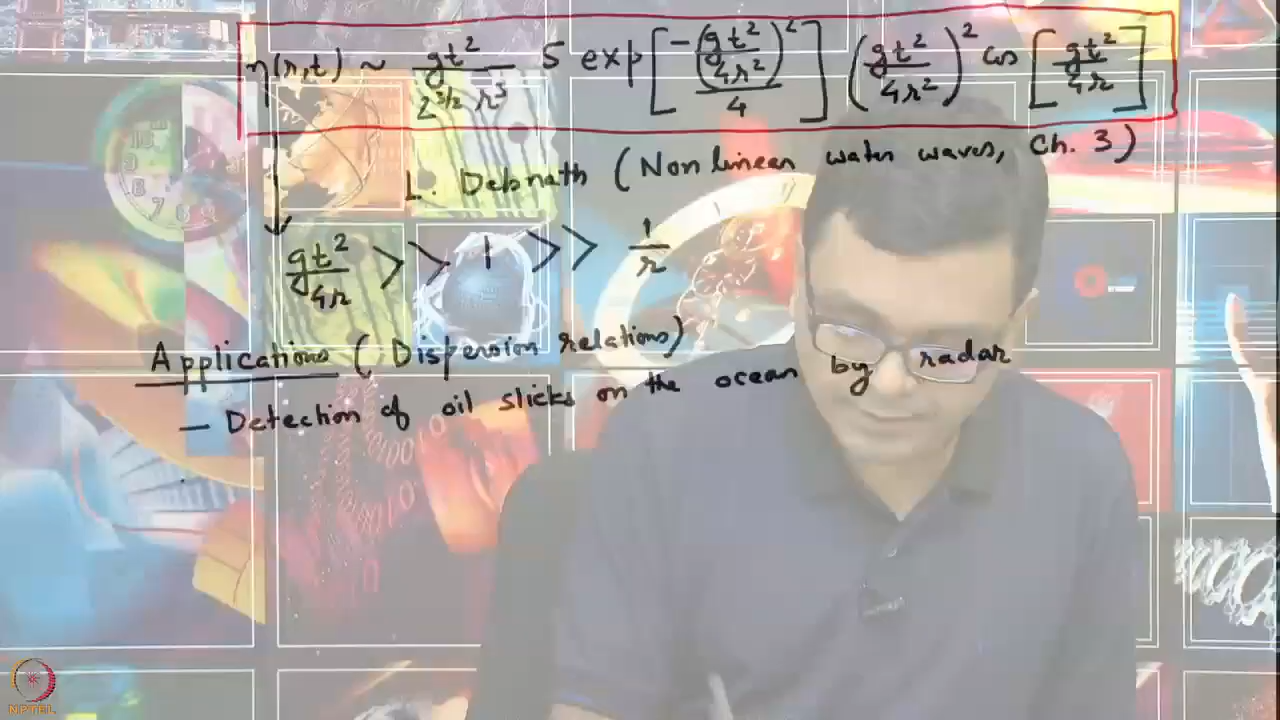 η(r,t) ~ gt²/(2^{3/2} r³) 5 exp[-(gt²/4r²)²/4] (gt²/4r²)² cos[gt²/4r]
L. Debnath (Nonlinear water waves, Ch. 3)
gt²/4r >> 1 >> 1/r
Applications (Dispersion relations)
— Detection of oil slicks on the ocean by radar
NPTEL